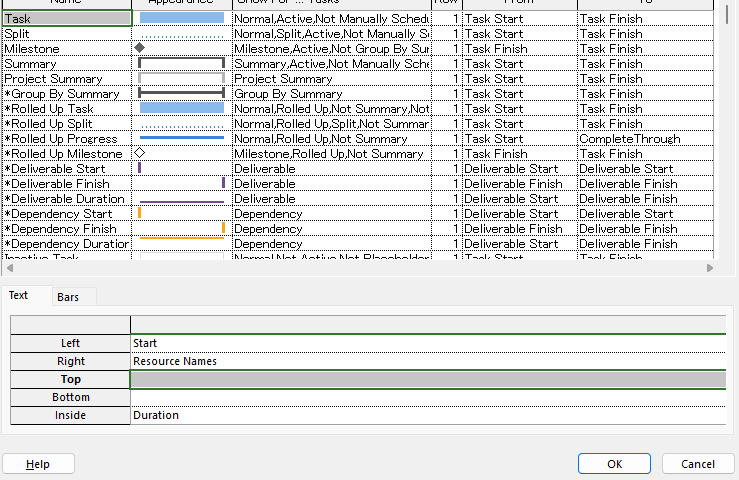 Name Appearance Show For ... Tasks Row From To
Task Normal,Active,Not Manually Schedu 1 Task Start Task Finish
Split Normal,Split,Active,Not Manually S 1 Task Start Task Finish
Milestone Milestone,Active,Not Group By Sum 1 Task Finish Task Finish
Summary Summary,Active,Not Manually Sche 1 Task Start Task Finish
Project Summary Project Summary 1 Task Start Task Finish
*Group By Summary Group By Summary 1 Task Start Task Finish
*Rolled Up Task Normal,Rolled Up,Not Summary,Not 1 Task Start Task Finish
*Rolled Up Split Normal,Rolled Up,Split,Not Summar 1 Task Start Task Finish
*Rolled Up Progress Normal,Rolled Up,Not Summary 1 Task Start CompleteThrough
*Rolled Up Milestone Milestone,Rolled Up,Not Summary 1 Task Finish Task Finish
*Deliverable Start Deliverable 1 Deliverable Start Deliverable Start
*Deliverable Finish Deliverable 1 Deliverable Finish Deliverable Finish
*Deliverable Duration Deliverable 1 Deliverable Start Deliverable Finish
*Dependency Start Dependency 1 Deliverable Start Deliverable Start
*Dependency Finish Dependency 1 Deliverable Finish Deliverable Finish
*Dependency Duration Dependency 1 Deliverable Start Deliverable Finish
Inactive Task Normal,Not Active,Not Placeholder 1 Task Start Task Finish
Text Bars
Left Start
Right Resource Names
Top
Bottom
Inside Duration
Help OK Cancel